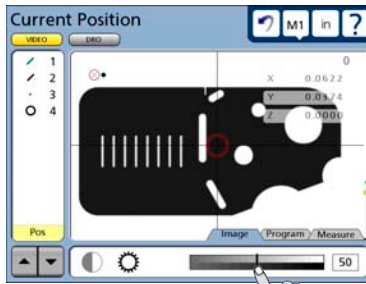 Current Position
M1 in ?
VIDEO DRO
1
2
3
4
0
X 0.0622
Y 0.0374
Z 0.0000
Pos
Image Program Measure
50